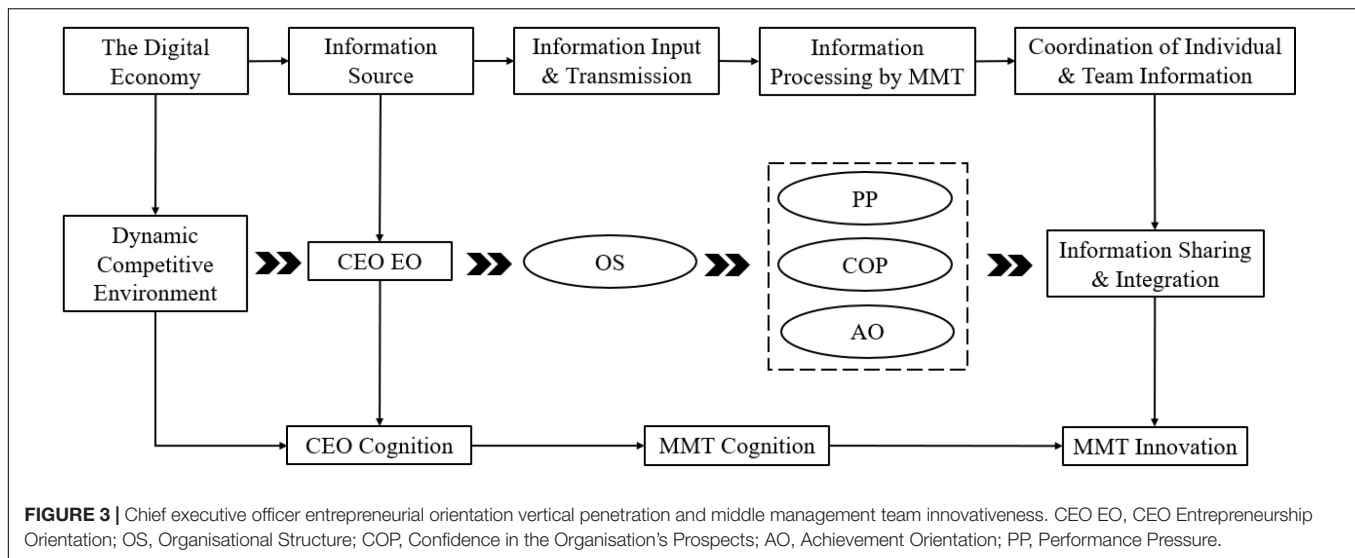 The Digital
Economy
Information
Source
Information Input
& Transmission
Information
Processing by MMT
Coordination of Individual
& Team Information
Dynamic
Competitive
Environment
CEO EO
OS
PP
COP
AO
Information Sharing
& Integration
CEO Cognition
MMT Cognition
MMT Innovation
FIGURE 3 | Chief executive officer entrepreneurial orientation vertical penetration and middle management team innovativeness. CEO EO, CEO Entrepreneurship
Orientation; OS, Organisational Structure; COP, Confidence in the Organisation's Prospects; AO, Achievement Orientation; PP, Performance Pressure.